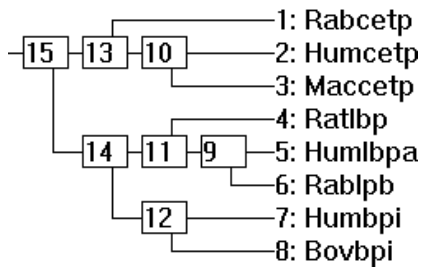 1: Rabcetp
15 13 10 2: Humcetp
3: Maccetp
4: Ratlbp
14 11 9 5: Humlbpa
6: Rablpb
12 7: Humbpi
8: Bovbpi